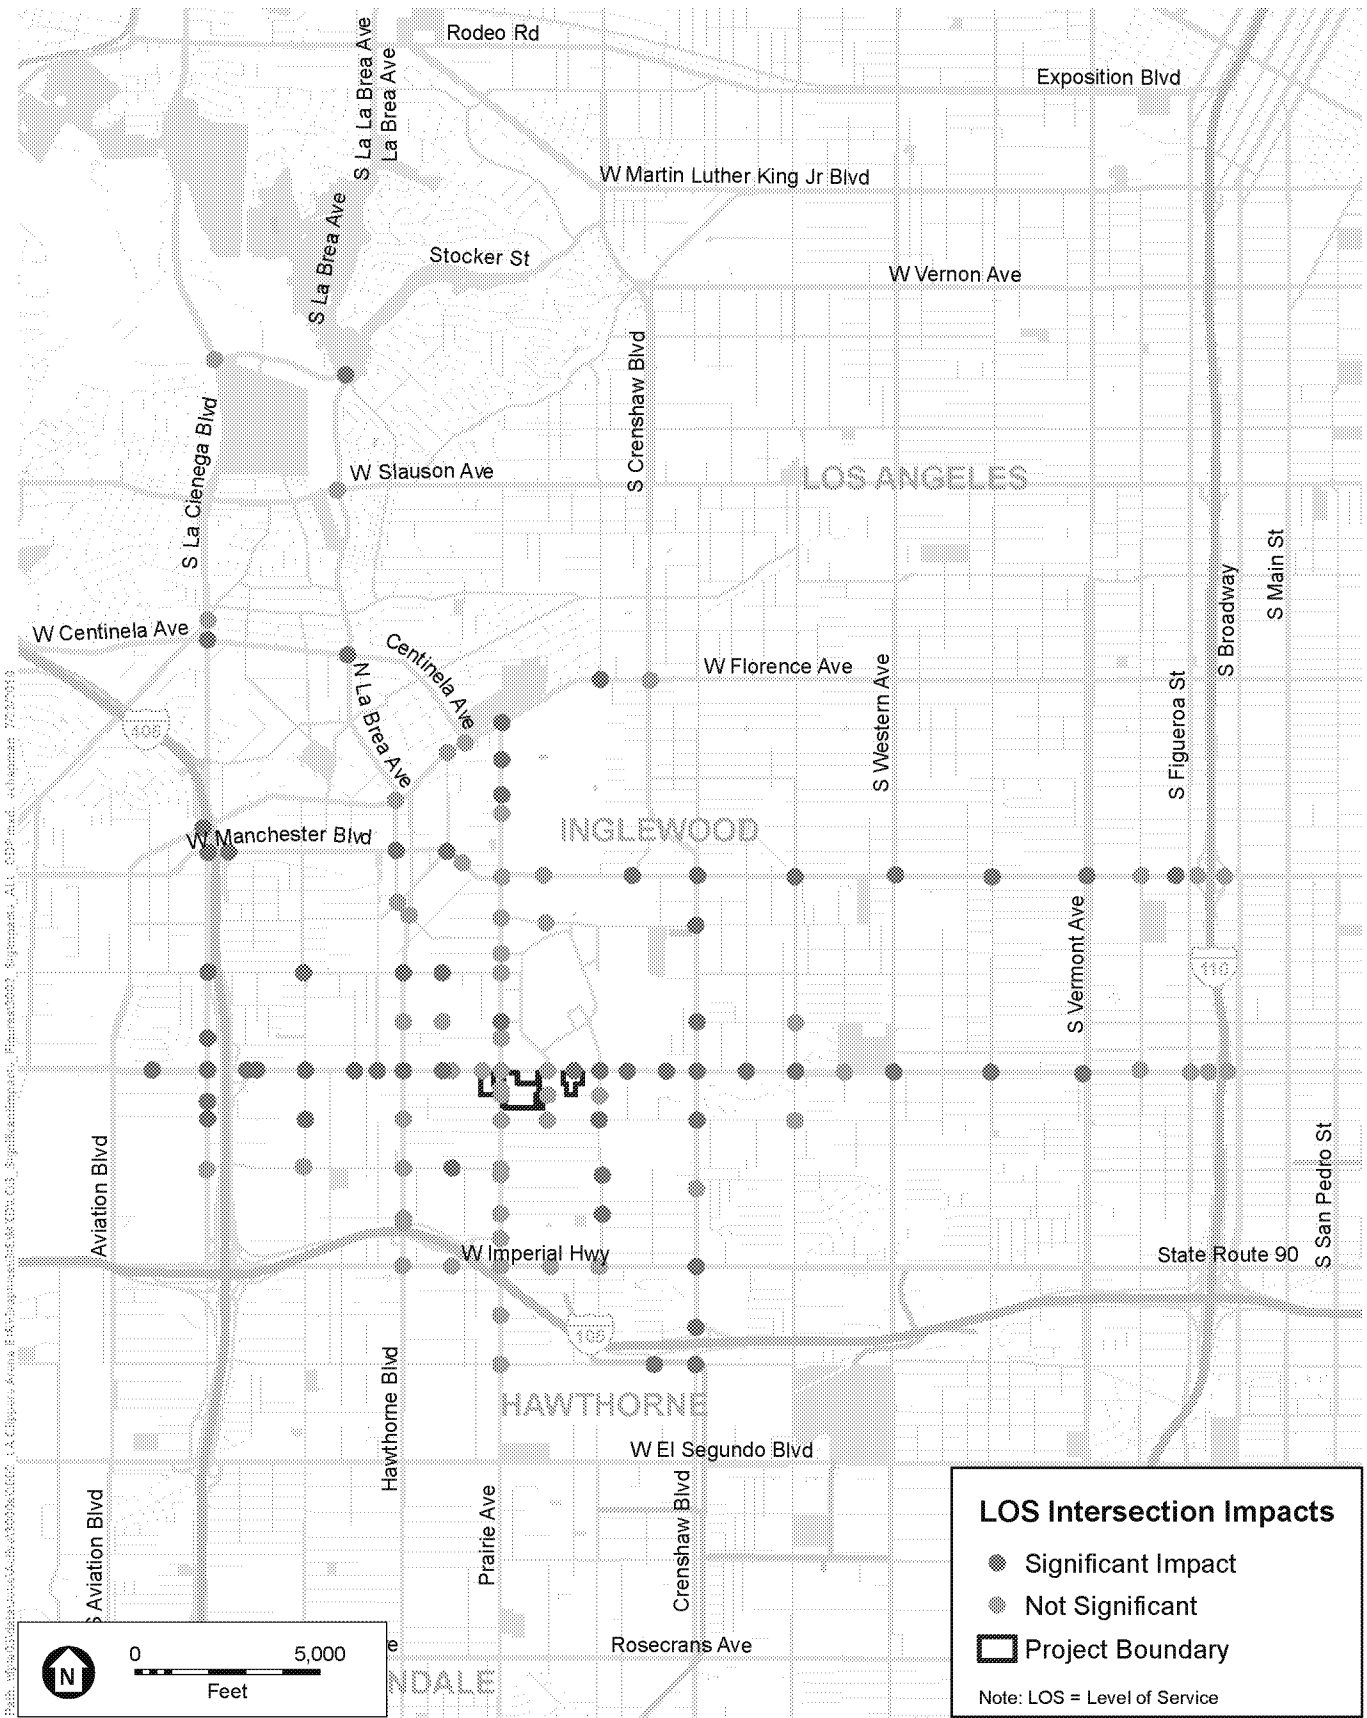 Rodeo Rd
S La La Brea Ave
La Brea Ave
Exposition Blvd
W Martin Luther King Jr Blvd
S La Brea Ave
Stocker St
W Vernon Ave
S Crenshaw Blvd
S La Cienega Blvd
W Slauson Ave
LOS ANGELES
S Main St
S Broadway
W Centinela Ave
Centinela Ave
N La Brea Ave
W Florence Ave
S Western Ave
S Figueroa St
405
W Manchester Blvd
INGLEWOOD
S Vermont Ave
110
Aviation Blvd
S San Pedro St
W Imperial Hwy
State Route 90
105
Hawthorne Blvd
HAWTHORNE
W El Segundo Blvd
Crenshaw Blvd
Prairie Ave
S Aviation Blvd
Rosecrans Ave
NDALE
N
0 5,000
Feet
LOS Intersection Impacts
Significant Impact
Not Significant
Project Boundary
Note: LOS = Level of Service